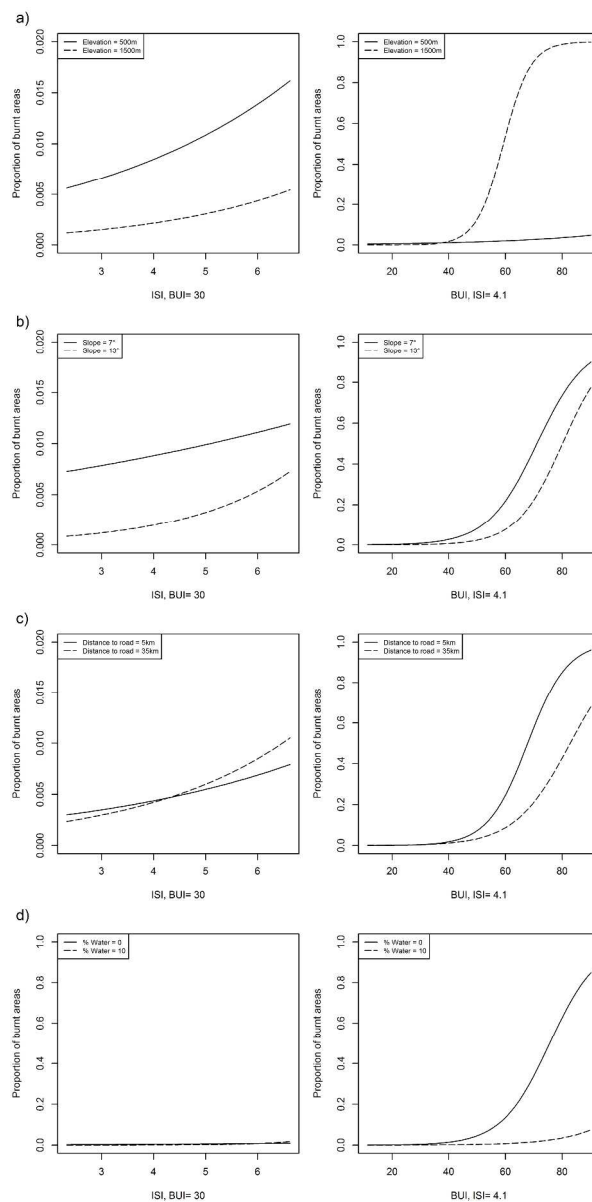 a)
Elevation = 500m
Elevation = 1500m
Proportion of burnt areas
0.000 0.005 0.010 0.015 0.020
3 4 5 6
ISI, BUI= 30
Elevation = 500m
Elevation = 1500m
Proportion of burnt areas
0.0 0.2 0.4 0.6 0.8 1.0
20 40 60 80
BUI, ISI= 4.1
b)
Slope = 7°
Slope = 13°
Proportion of burnt areas
0.000 0.005 0.010 0.015 0.020
3 4 5 6
ISI, BUI= 30
Slope = 7°
Slope = 13°
Proportion of burnt areas
0.0 0.2 0.4 0.6 0.8 1.0
20 40 60 80
BUI, ISI= 4.1
c)
Distance to road = 5km
Distance to road = 35km
Proportion of burnt areas
0.000 0.005 0.010 0.015 0.020
3 4 5 6
ISI, BUI= 30
Distance to road = 5km
Distance to road = 35km
Proportion of burnt areas
0.0 0.2 0.4 0.6 0.8 1.0
20 40 60 80
BUI, ISI= 4.1
d)
% Water = 0
% Water = 10
Proportion of burnt areas
0.0 0.2 0.4 0.6 0.8 1.0
3 4 5 6
ISI, BUI= 30
% Water = 0
% Water = 10
Proportion of burnt areas
0.0 0.2 0.4 0.6 0.8 1.0
20 40 60 80
BUI, ISI= 4.1